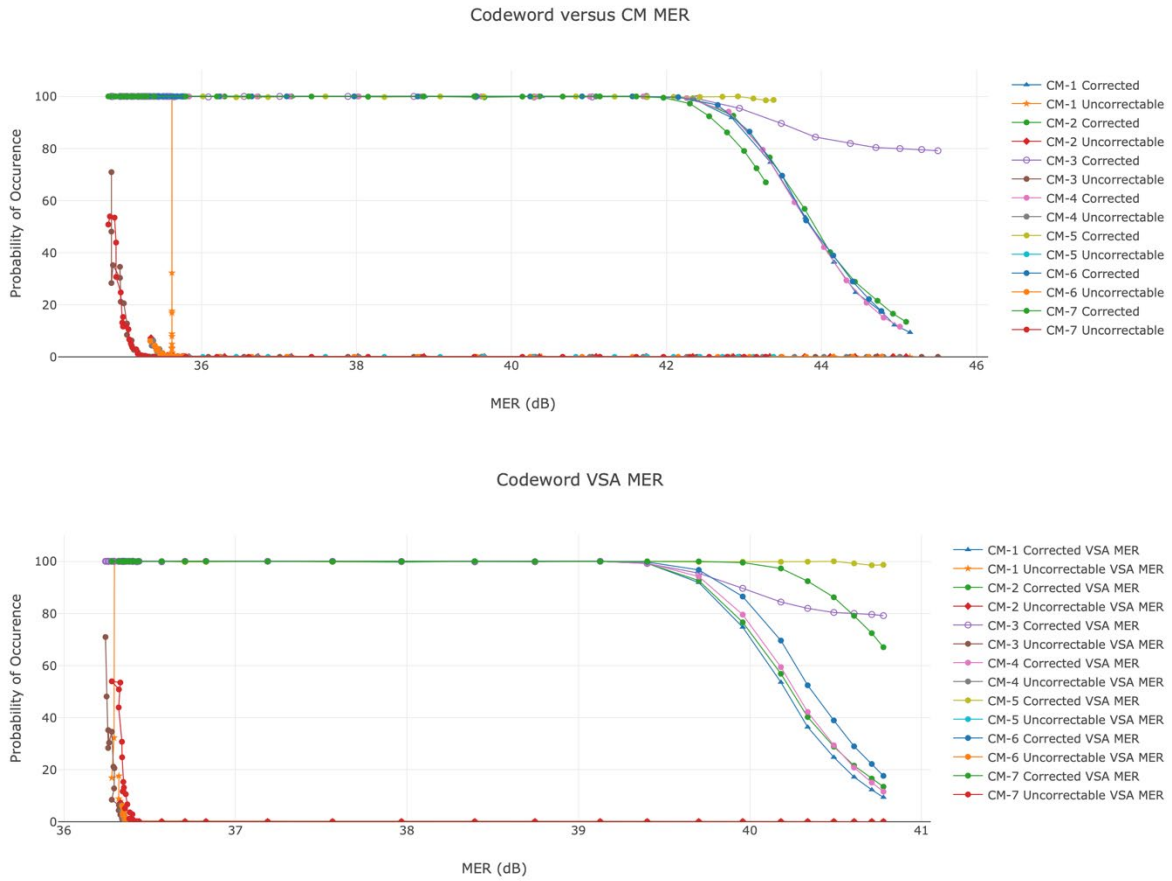 Codeword versus CM MER
Probability of Occurence
100
80
60
40
20
0
36
38
40
42
44
46
MER (dB)
CM-1 Corrected
CM-1 Uncorrectable
CM-2 Corrected
CM-2 Uncorrectable
CM-3 Corrected
CM-3 Uncorrectable
CM-4 Corrected
CM-4 Uncorrectable
CM-5 Corrected
CM-5 Uncorrectable
CM-6 Corrected
CM-6 Uncorrectable
CM-7 Corrected
CM-7 Uncorrectable
Codeword VSA MER
Probability of Occurence
100
80
60
40
20
0
36
37
38
39
40
41
MER (dB)
CM-1 Corrected VSA MER
CM-1 Uncorrectable VSA MER
CM-2 Corrected VSA MER
CM-2 Uncorrectable VSA MER
CM-3 Corrected VSA MER
CM-3 Uncorrectable VSA MER
CM-4 Corrected VSA MER
CM-4 Uncorrectable VSA MER
CM-5 Corrected VSA MER
CM-5 Uncorrectable VSA MER
CM-6 Corrected VSA MER
CM-6 Uncorrectable VSA MER
CM-7 Corrected VSA MER
CM-7 Uncorrectable VSA MER